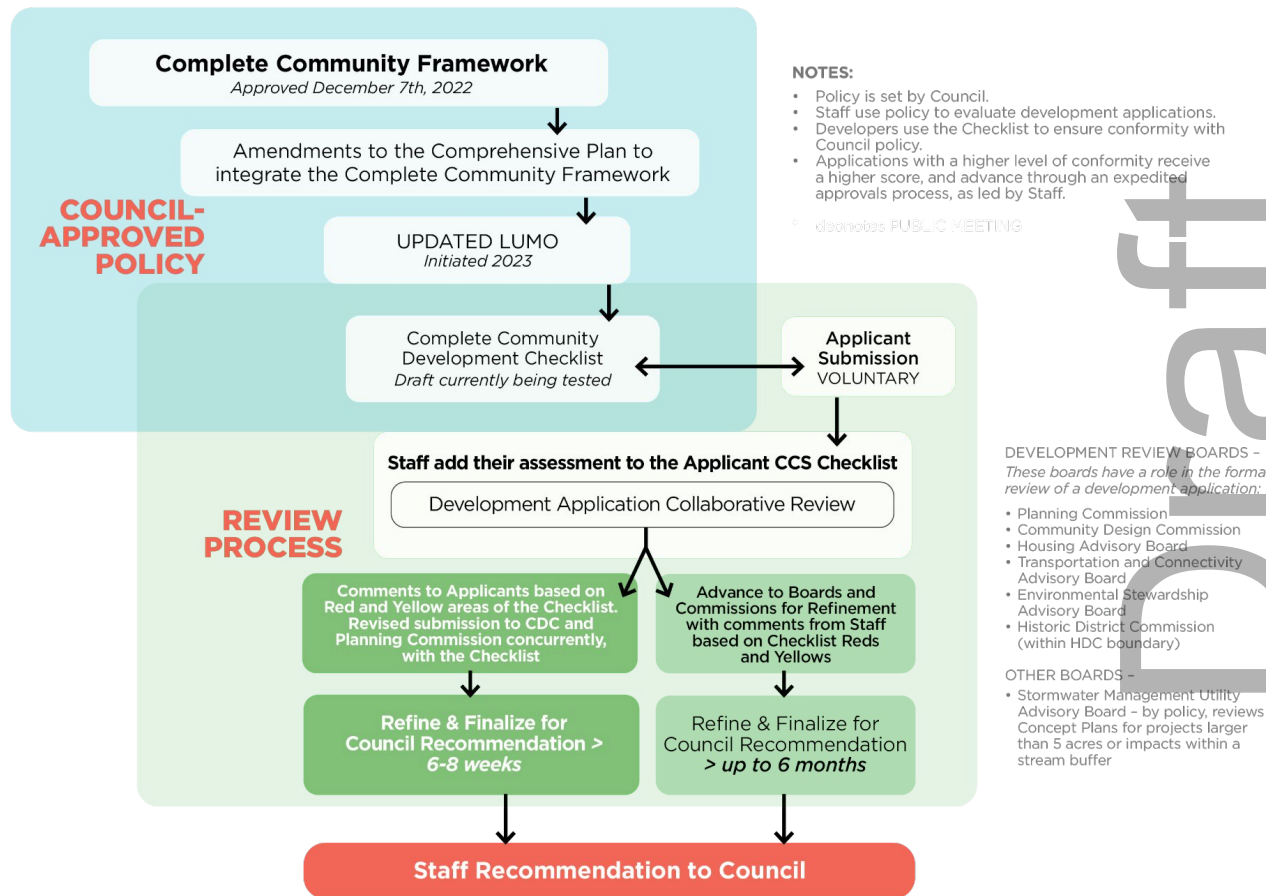 Complete Community Framework
Approved December 7th, 2022
Amendments to the Comprehensive Plan to
integrate the Complete Community Framework
COUNCIL-
APPROVED
POLICY
UPDATED LUMO
Initiated 2023
Complete Community
Development Checklist
Draft currently being tested
Applicant
Submission
VOLUNTARY
NOTES:
• Policy is set by Council.
• Staff use policy to evaluate development applications.
• Developers use the Checklist to ensure conformity with
Council policy.
• Applications with a higher level of conformity receive
a higher score, and advance through an expedited
approvals process, as led by Staff.
* deonotes PUBLIC MEETING
Draft
Staff add their assessment to the Applicant CCS Checklist
Development Application Collaborative Review
REVIEW
PROCESS
Comments to Applicants based on
Red and Yellow areas of the Checklist.
Revised submission to CDC and
Planning Commission concurrently,
with the Checklist
Advance to Boards and
Commissions for Refinement
with comments from Staff
based on Checklist Reds
and Yellows
Refine & Finalize for
Council Recommendation >
6-8 weeks
Refine & Finalize for
Council Recommendation
> up to 6 months
Staff Recommendation to Council
DEVELOPMENT REVIEW BOARDS –
These boards have a role in the forma
review of a development application:
• Planning Commission
• Community Design Commission
• Housing Advisory Board
• Transportation and Connectivity
Advisory Board
• Environmental Stewardship
Advisory Board
• Historic District Commission
(within HDC boundary)
OTHER BOARDS –
• Stormwater Management Utility
Advisory Board – by policy, reviews
Concept Plans for projects larger
than 5 acres or impacts within a
stream buffer